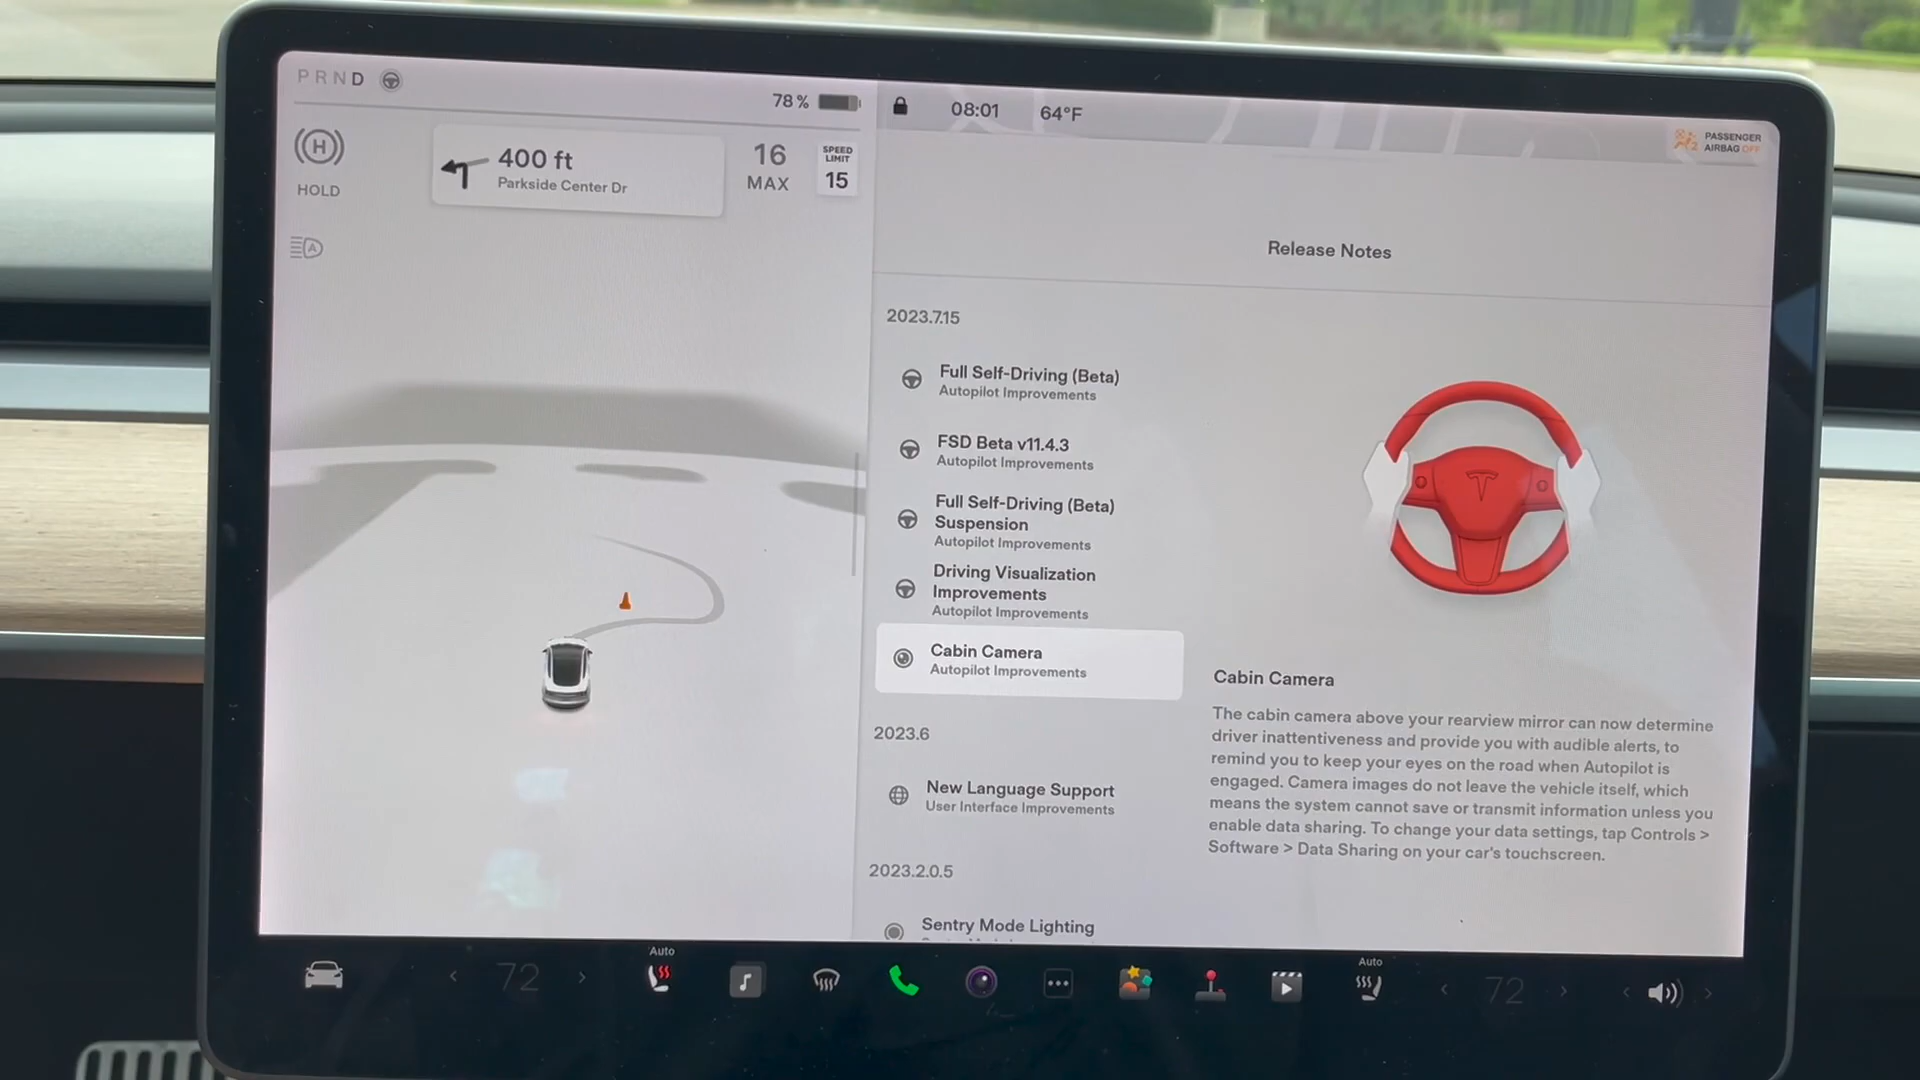 PRND
78 %
08:01
64°F
PASSENGER
AIRBAG OFF
H
HOLD
A
400 ft
Parkside Center Dr
16
MAX
SPEED
LIMIT
15
Release Notes
2023.7.15
Full Self-Driving (Beta)
Autopilot Improvements
FSD Beta v11.4.3
Autopilot Improvements
Full Self-Driving (Beta)
Suspension
Autopilot Improvements
Driving Visualization
Improvements
Autopilot Improvements
Cabin Camera
Autopilot Improvements
2023.6
New Language Support
User Interface Improvements
2023.2.0.5
Sentry Mode Lighting
Cabin Camera
The cabin camera above your rearview mirror can now determine
driver inattentiveness and provide you with audible alerts, to
remind you to keep your eyes on the road when Autopilot is
engaged. Camera images do not leave the vehicle itself, which
means the system cannot save or transmit information unless you
enable data sharing. To change your data settings, tap Controls >
Software > Data Sharing on your car's touchscreen.
72
Auto
Auto
72